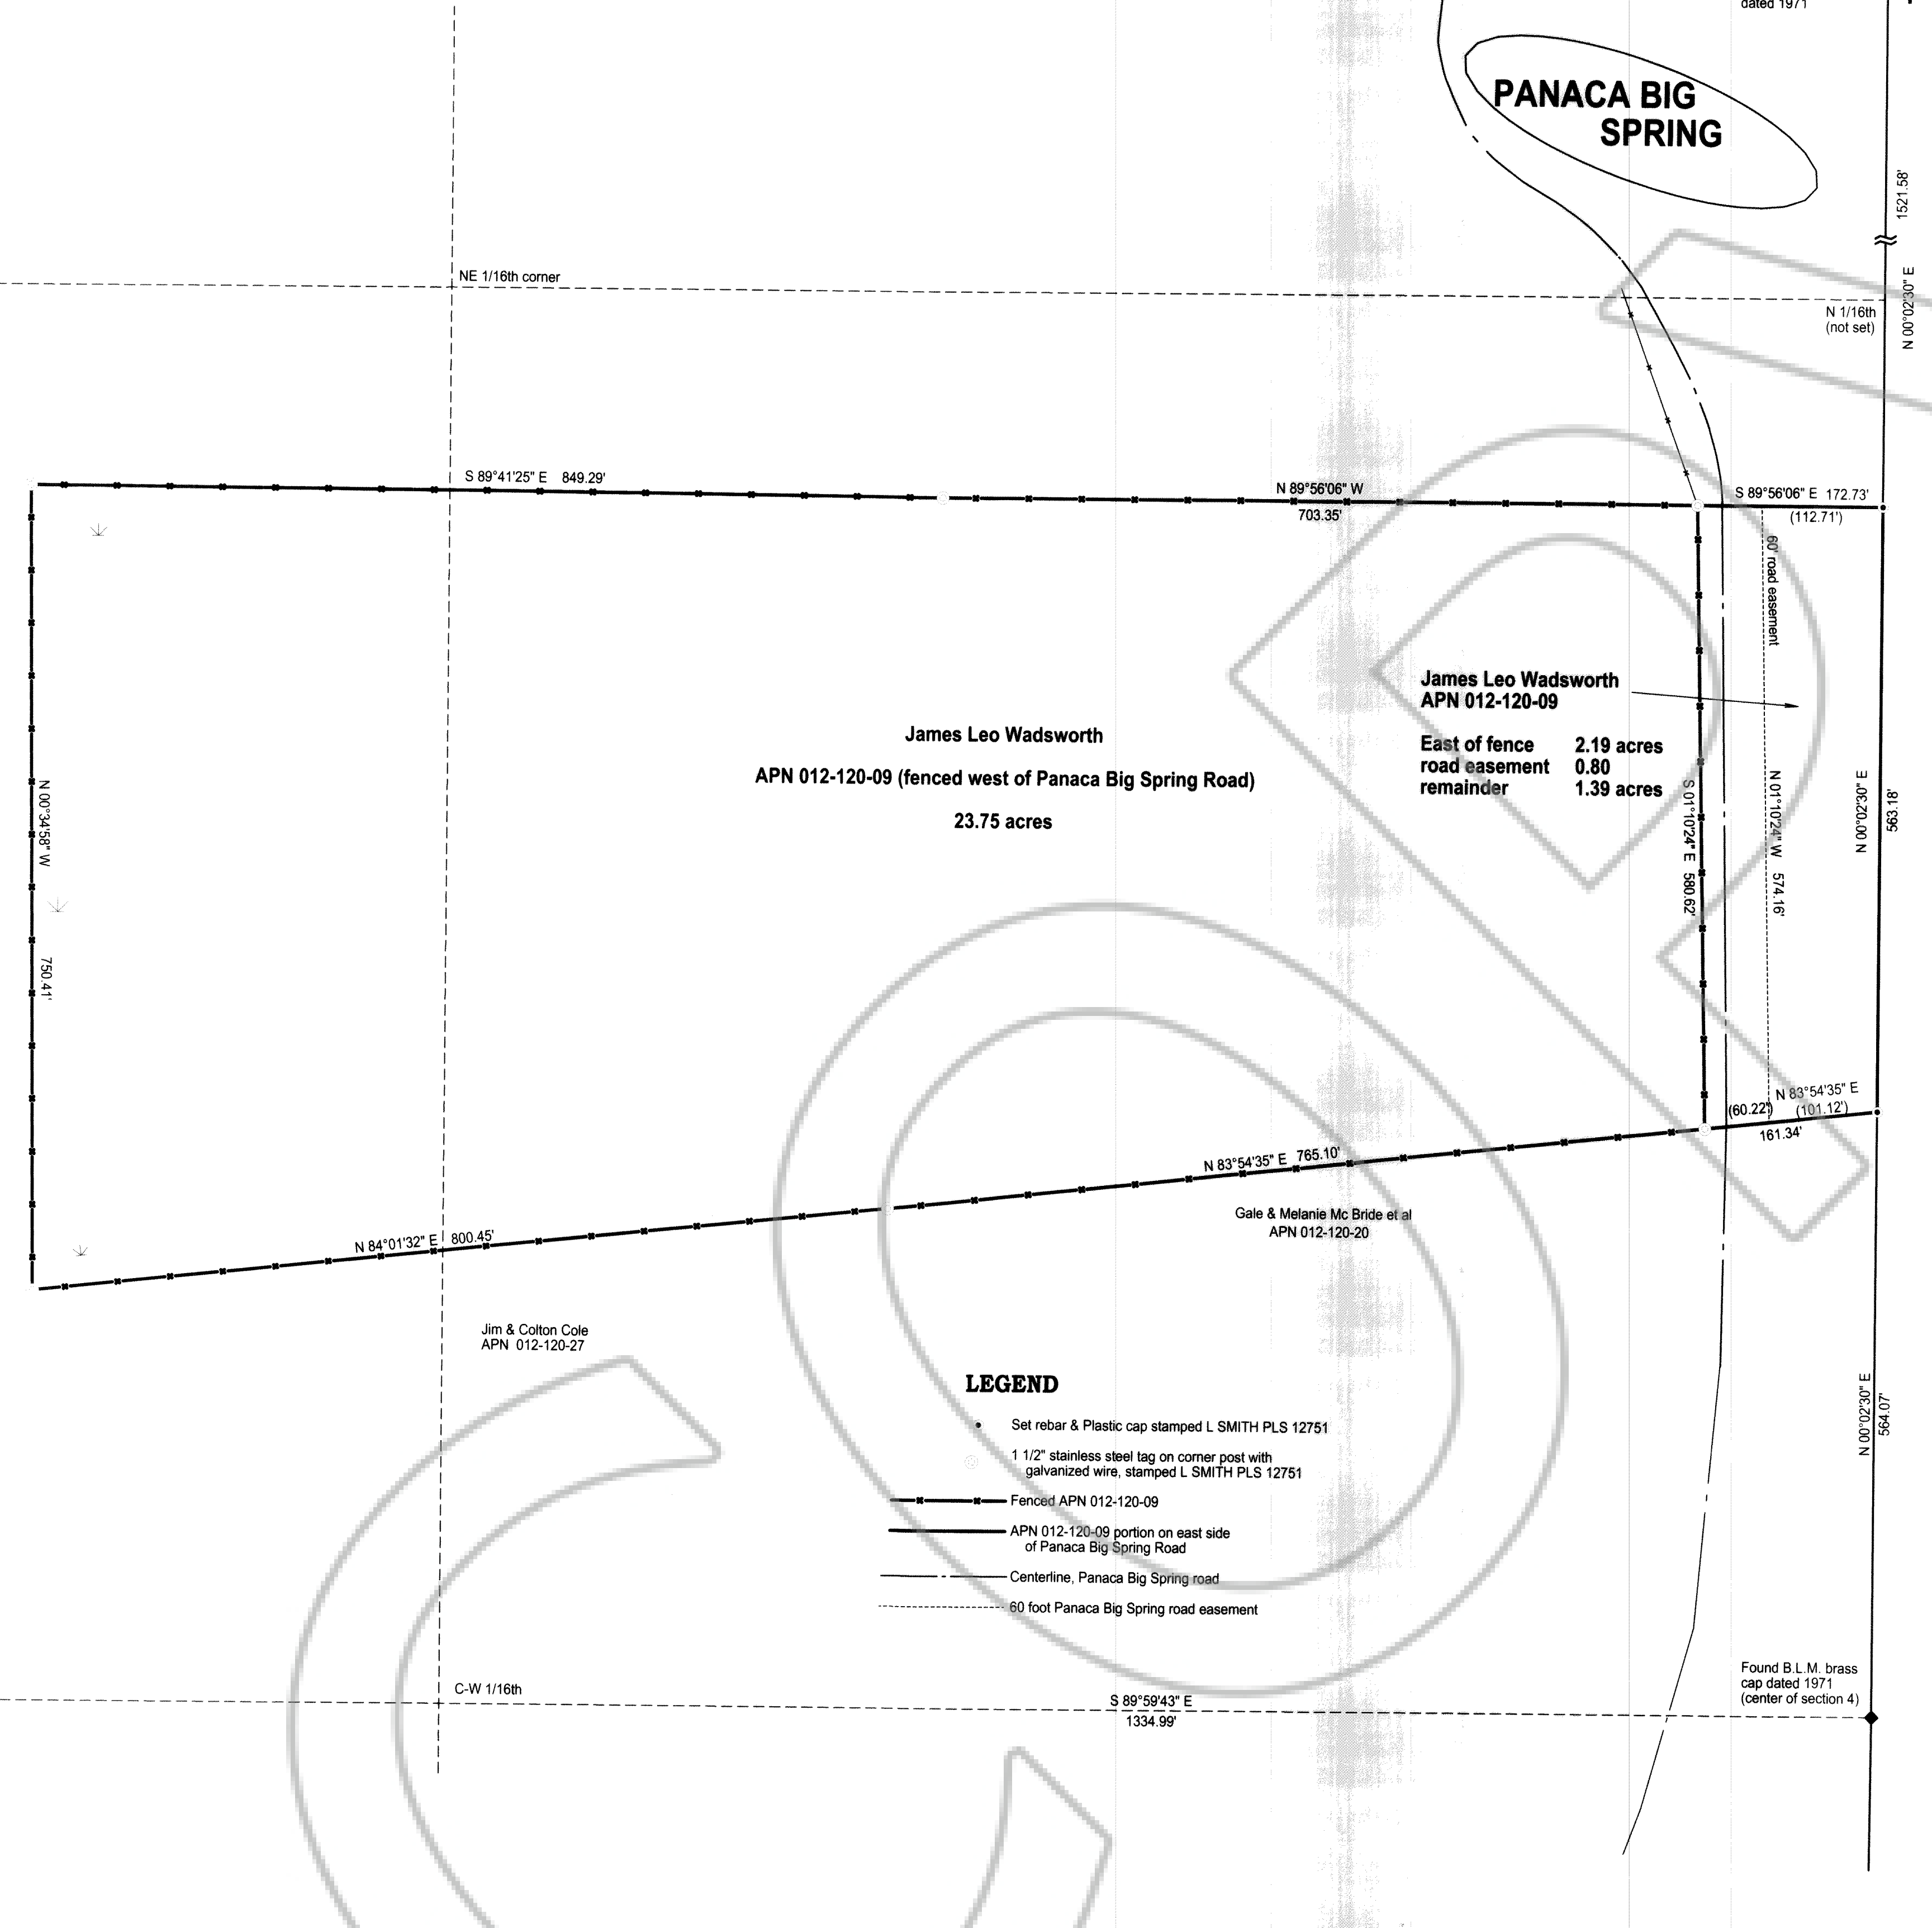 dated 1971
PANACA BIG
SPRING
1521.58'
N 00°02'30" E
NE 1/16th corner
N 1/16th
(not set)
S 89°41'25" E 849.29'
N 89°56'06" W
703.35'
S 89°56'06" E 172.73'
(112.71')
60' road easement
James Leo Wadsworth
APN 012-120-09
East of fence 2.19 acres
road easement 0.80
remainder 1.39 acres
James Leo Wadsworth
APN 012-120-09 (fenced west of Panaca Big Spring Road)
23.75 acres
N 00°34'58" W 750.41'
S 01°10'24" E 580.62'
N 01°10'24" W 574.16'
N 00°02'30" E
563.18'
N 83°54'35" E
(60.22') (101.12')
161.34'
N 83°54'35" E 765.10'
Gale & Melanie Mc Bride et al
APN 012-120-20
N 84°01'32" E 800.45'
Jim & Colton Cole
APN 012-120-27
LEGEND
Set rebar & Plastic cap stamped L SMITH PLS 12751
1 1/2" stainless steel tag on corner post with
galvanized wire, stamped L SMITH PLS 12751
Fenced APN 012-120-09
APN 012-120-09 portion on east side
of Panaca Big Spring Road
Centerline, Panaca Big Spring road
60 foot Panaca Big Spring road easement
N 00°02'30" E
564.07'
C-W 1/16th
S 89°59'43" E
1334.99'
Found B.L.M. brass
cap dated 1971
(center of section 4)